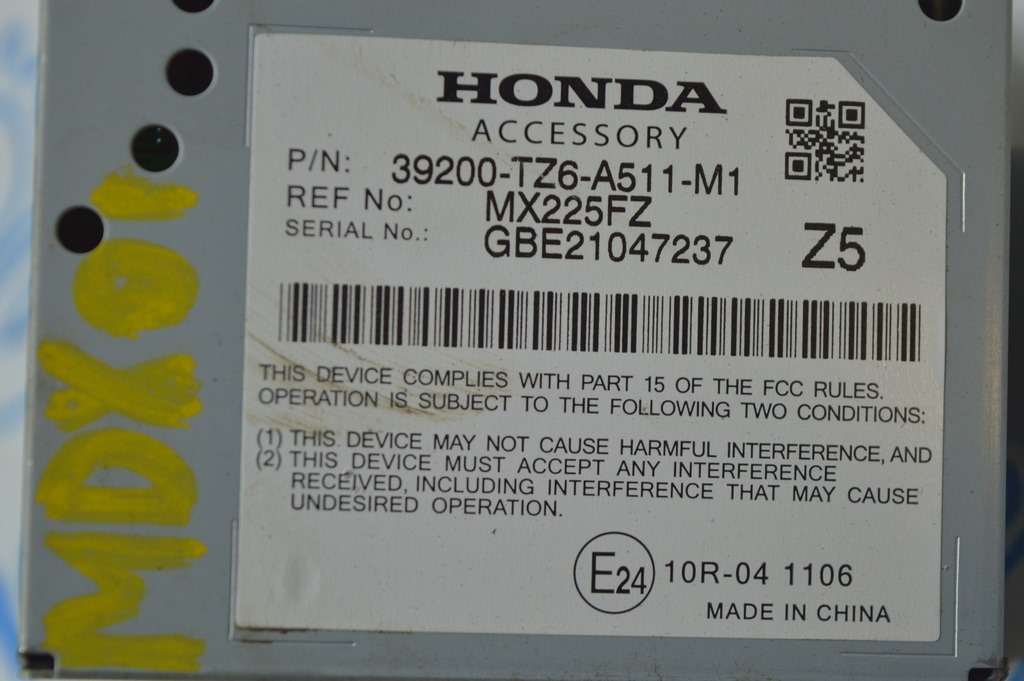 HONDA
ACCESSORY
P/N: 39200-TZ6-A511-M1
REF No: MX225FZ
SERIAL No.: GBE21047237
Z5
THIS DEVICE COMPLIES WITH PART 15 OF THE FCC RULES.
OPERATION IS SUBJECT TO THE FOLLOWING TWO CONDITIONS:
(1) THIS DEVICE MAY NOT CAUSE HARMFUL INTERFERENCE, AND
(2) THIS DEVICE MUST ACCEPT ANY INTERFERENCE
RECEIVED, INCLUDING INTERFERENCE THAT MAY CAUSE
UNDESIRED OPERATION.
E24 10R-04 1106
MADE IN CHINA
MDX